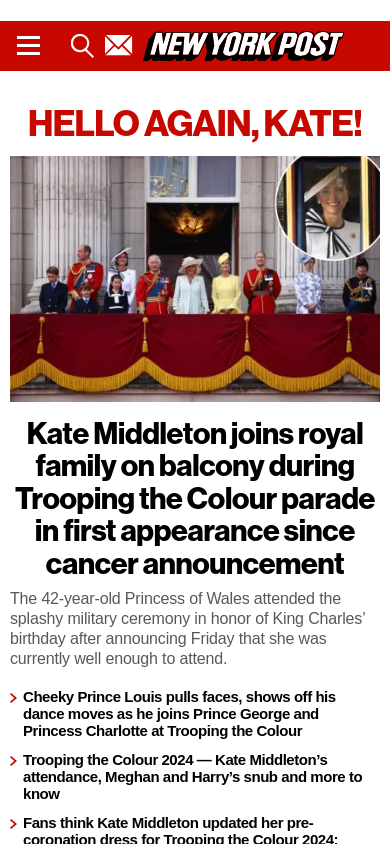 NEW YORK POST
HELLO AGAIN, KATE!
Kate Middleton joins royal
family on balcony during
Trooping the Colour parade
in first appearance since
cancer announcement
The 42-year-old Princess of Wales attended the
splashy military ceremony in honor of King Charles’
birthday after announcing Friday that she was
currently well enough to attend.
Cheeky Prince Louis pulls faces, shows off his
dance moves as he joins Prince George and
Princess Charlotte at Trooping the Colour
Trooping the Colour 2024 — Kate Middleton’s
attendance, Meghan and Harry’s snub and more to
know
Fans think Kate Middleton updated her pre-
coronation dress for Trooping the Colour 2024: